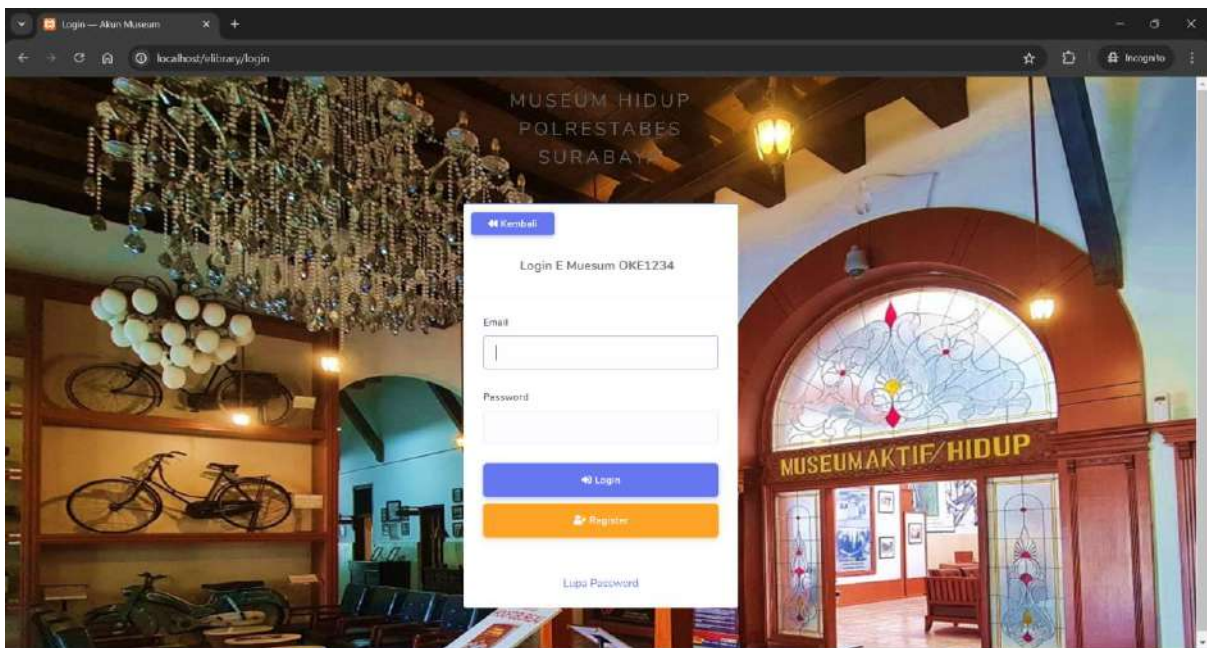 Login — Akun Museum
localhost/elibrary/login
Incognito
MUSEUM HIDUP
POLRESTABES
SURABAYA
Kembali
Login E Muesum OKE1234
Email
Password
Login
Register
Lupa Password
MUSEUM AKTIF/HIDUP